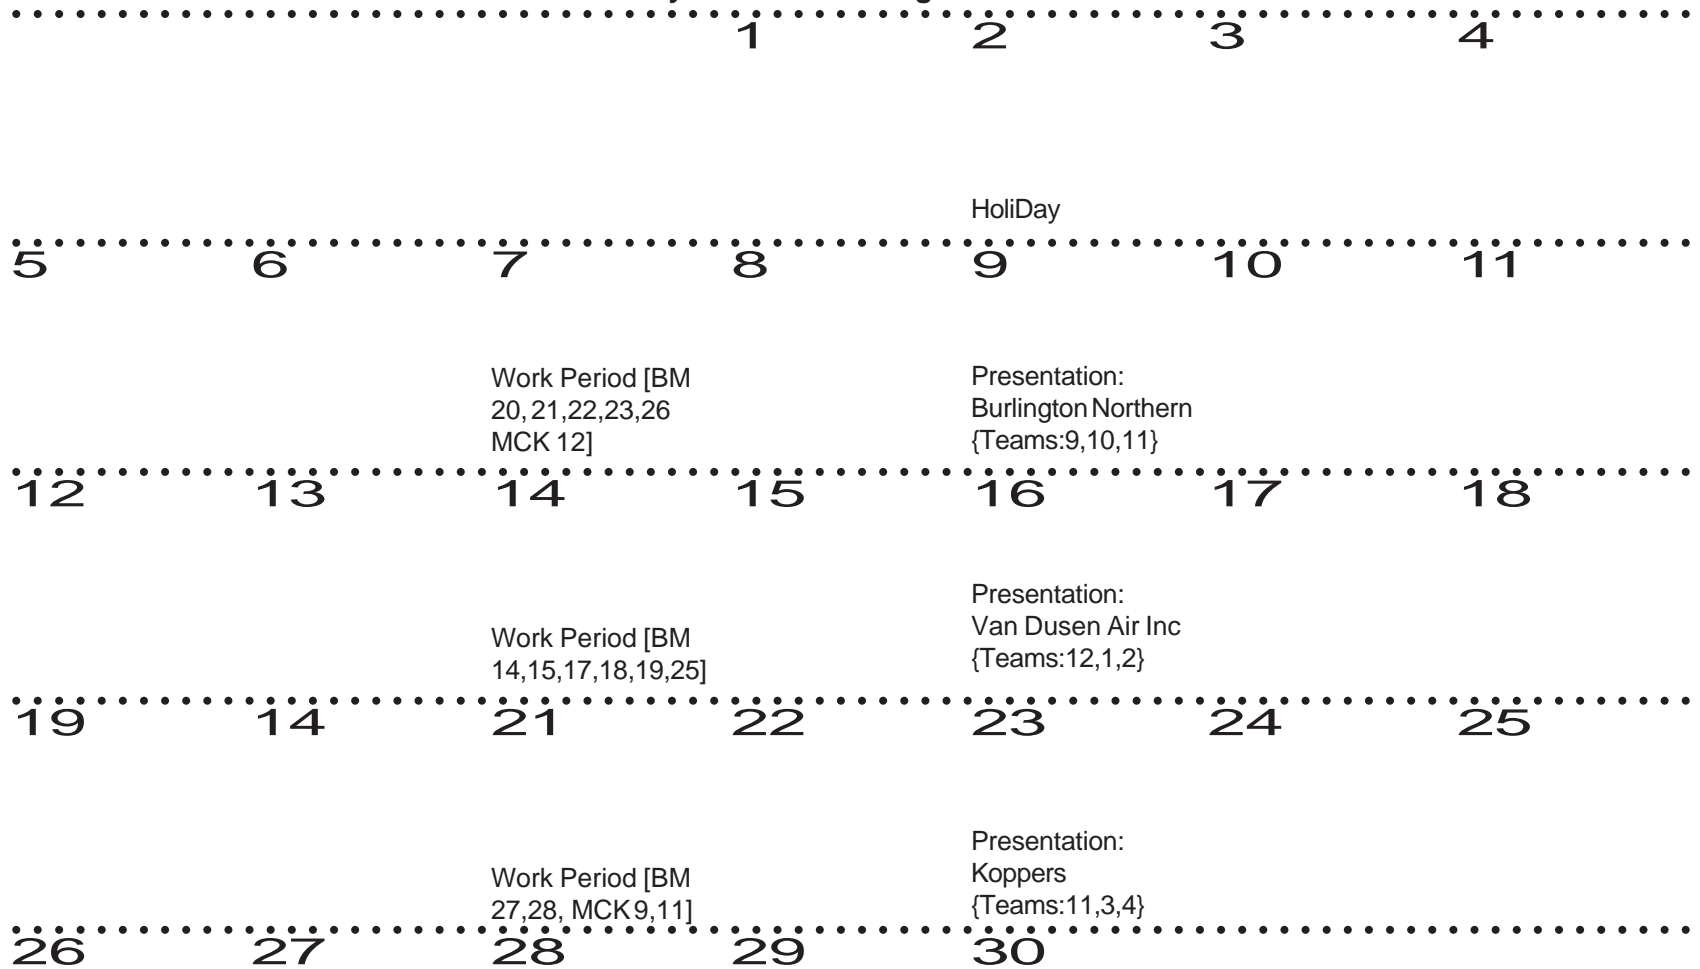 1 2 3 4
HoliDay
5 6 7 8 9 10 11
Work Period [BM
20, 21,22,23,26
MCK 12]
Presentation:
Burlington Northern
{Teams:9,10,11}
12 13 14 15 16 17 18
Work Period [BM
14,15,17,18,19,25]
Presentation:
Van Dusen Air Inc
{Teams:12,1,2}
19 14 21 22 23 24 25
Work Period [BM
27,28, MCK 9,11]
Presentation:
Koppers
{Teams:11,3,4}
26 27 28 29 30